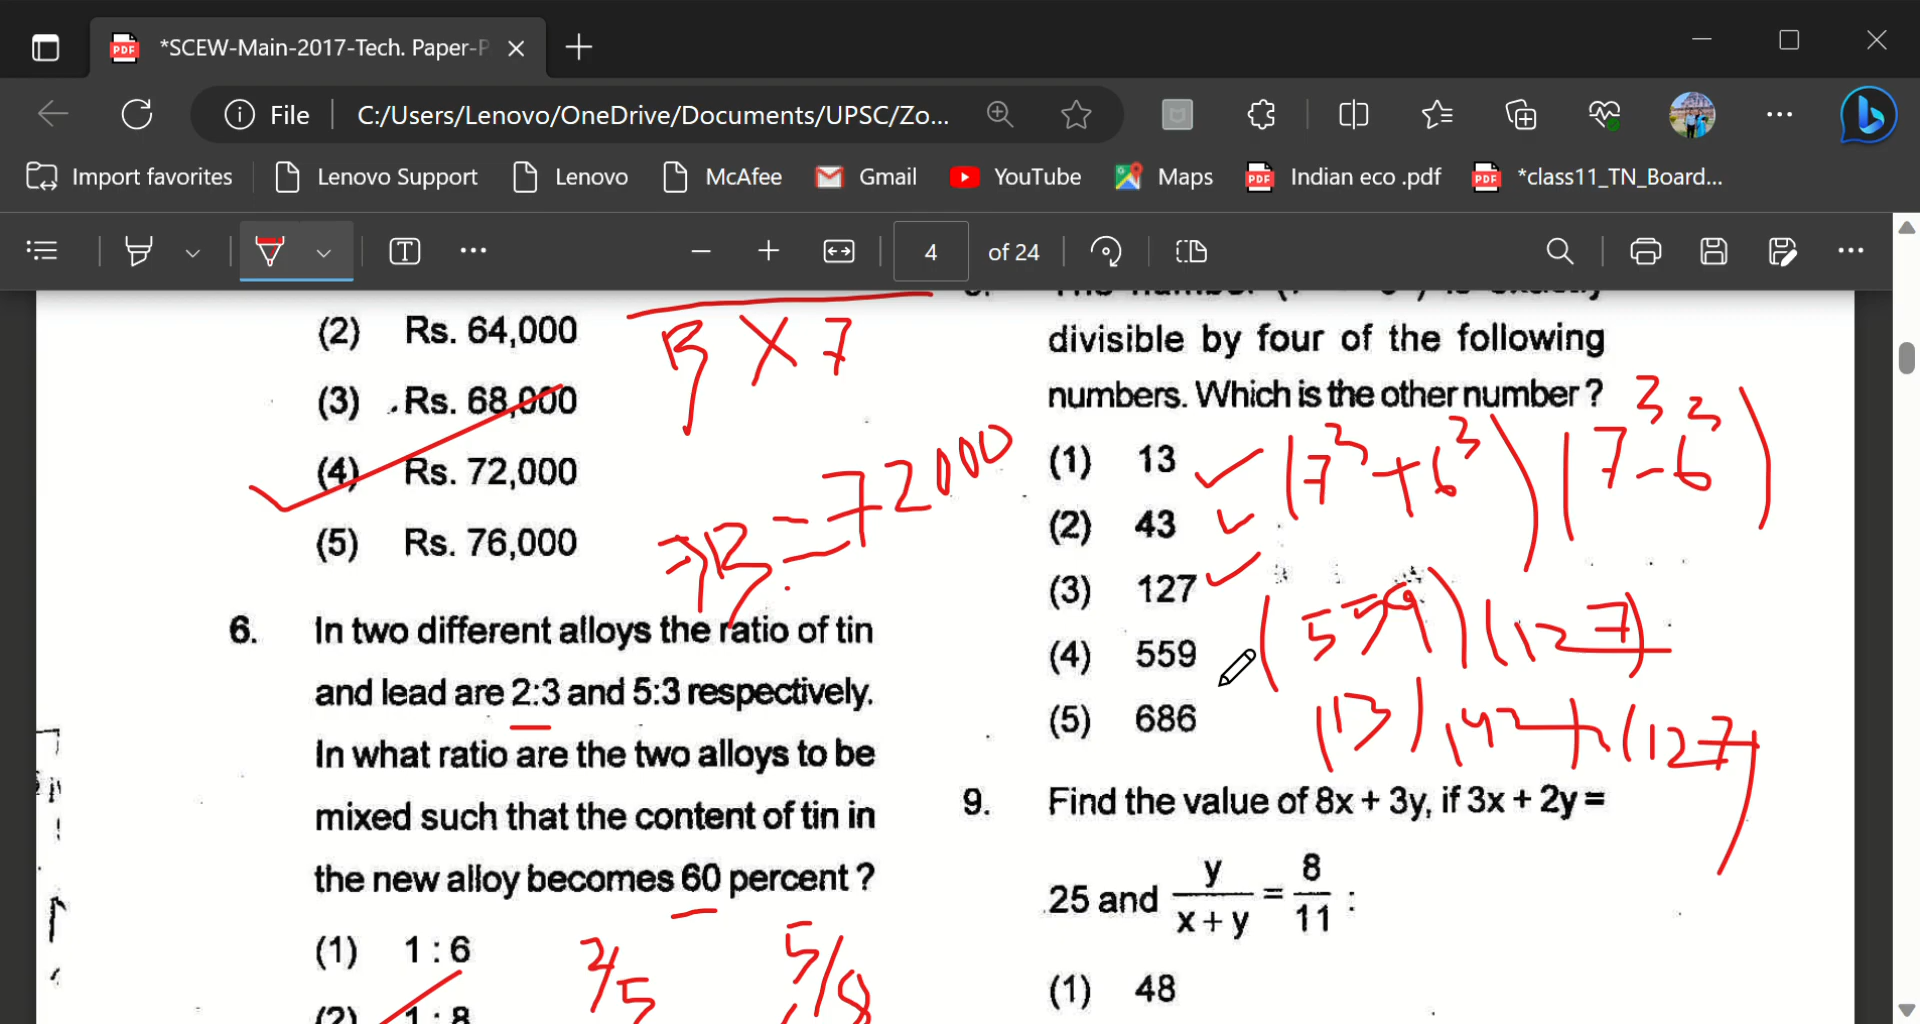 *SCEW-Main-2017-Tech. Paper-P
File
C:/Users/Lenovo/OneDrive/Documents/UPSC/Zo...
Import favorites
Lenovo Support
Lenovo
McAfee
Gmail
YouTube
Maps
Indian eco .pdf
*class11_TN_Board...
4 of 24
(2) Rs. 64,000
(3) Rs. 68,000
(4) Rs. 72,000
(5) Rs. 76,000
X 7
= 72000
6. In two different alloys the ratio of tin
and lead are 2:3 and 5:3 respectively.
In what ratio are the two alloys to be
mixed such that the content of tin in
the new alloy becomes 60 percent ?
(1) 1 : 6
(2) 1 : 8
2/5 5/8
divisible by four of the following
numbers. Which is the other number ?
(1) 13
(2) 43
(3) 127
(4) 559
(5) 686
(7³+6³) (7³-6³)
(559) (127)
(13) (43) (127)
9. Find the value of 8x + 3y, if 3x + 2y =
25 and y/x + y = 8/11 :
(1) 48